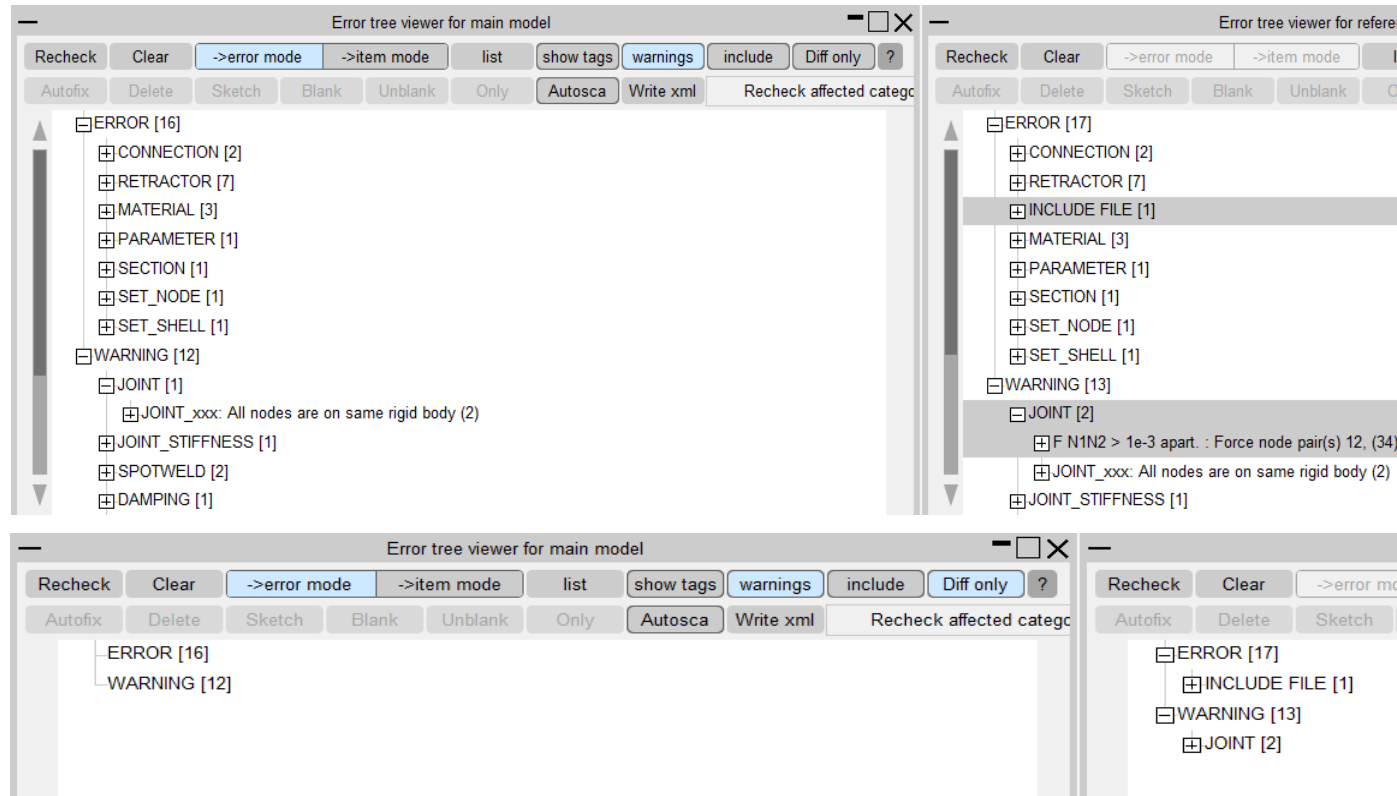 Error tree viewer for main model
Recheck Clear ->error mode ->item mode list show tags warnings include Diff only ?
Autofix Delete Sketch Blank Unblank Only Autosca Write xml Recheck affected catego
ERROR [16]
CONNECTION [2]
RETRACTOR [7]
MATERIAL [3]
PARAMETER [1]
SECTION [1]
SET_NODE [1]
SET_SHELL [1]
WARNING [12]
JOINT [1]
JOINT_xxx: All nodes are on same rigid body (2)
JOINT_STIFFNESS [1]
SPOTWELD [2]
DAMPING [1]
Error tree viewer for refere
Recheck Clear ->error mode ->item mode
Autofix Delete Sketch Blank Unblank
ERROR [17]
CONNECTION [2]
RETRACTOR [7]
INCLUDE FILE [1]
MATERIAL [3]
PARAMETER [1]
SECTION [1]
SET_NODE [1]
SET_SHELL [1]
WARNING [13]
JOINT [2]
F N1N2 > 1e-3 apart. : Force node pair(s) 12, (34)
JOINT_xxx: All nodes are on same rigid body (2)
JOINT_STIFFNESS [1]
Error tree viewer for main model
Recheck Clear ->error mode ->item mode list show tags warnings include Diff only ?
Autofix Delete Sketch Blank Unblank Only Autosca Write xml Recheck affected catego
ERROR [16]
WARNING [12]
Recheck Clear ->error mo
Autofix Delete Sketch
ERROR [17]
INCLUDE FILE [1]
WARNING [13]
JOINT [2]